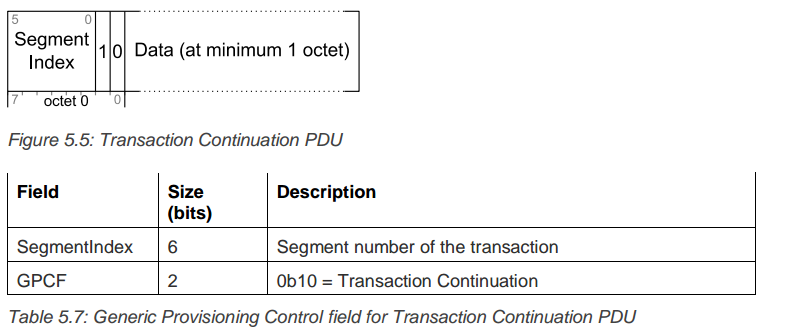 5 0
Segment
Index
1 0 Data (at minimum 1 octet)
7 octet 0 0
Figure 5.5: Transaction Continuation PDU
Field Size (bits) Description
SegmentIndex 6 Segment number of the transaction
GPCF 2 0b10 = Transaction Continuation
Table 5.7: Generic Provisioning Control field for Transaction Continuation PDU